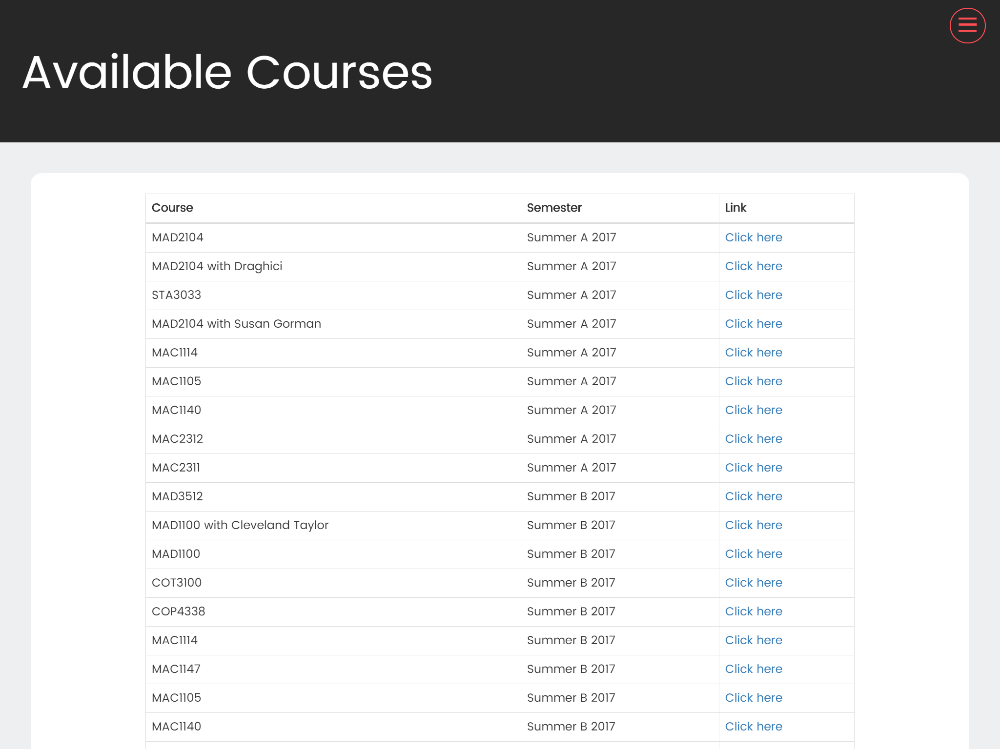 Available Courses
Course Semester Link
MAD2104 Summer A 2017 Click here
MAD2104 with Draghici Summer A 2017 Click here
STA3033 Summer A 2017 Click here
MAD2104 with Susan Gorman Summer A 2017 Click here
MAC1114 Summer A 2017 Click here
MAC1105 Summer A 2017 Click here
MAC1140 Summer A 2017 Click here
MAC2312 Summer A 2017 Click here
MAC2311 Summer A 2017 Click here
MAD3512 Summer B 2017 Click here
MAD1100 with Cleveland Taylor Summer B 2017 Click here
MAD1100 Summer B 2017 Click here
COT3100 Summer B 2017 Click here
COP4338 Summer B 2017 Click here
MAC1114 Summer B 2017 Click here
MAC1147 Summer B 2017 Click here
MAC1105 Summer B 2017 Click here
MAC1140 Summer B 2017 Click here